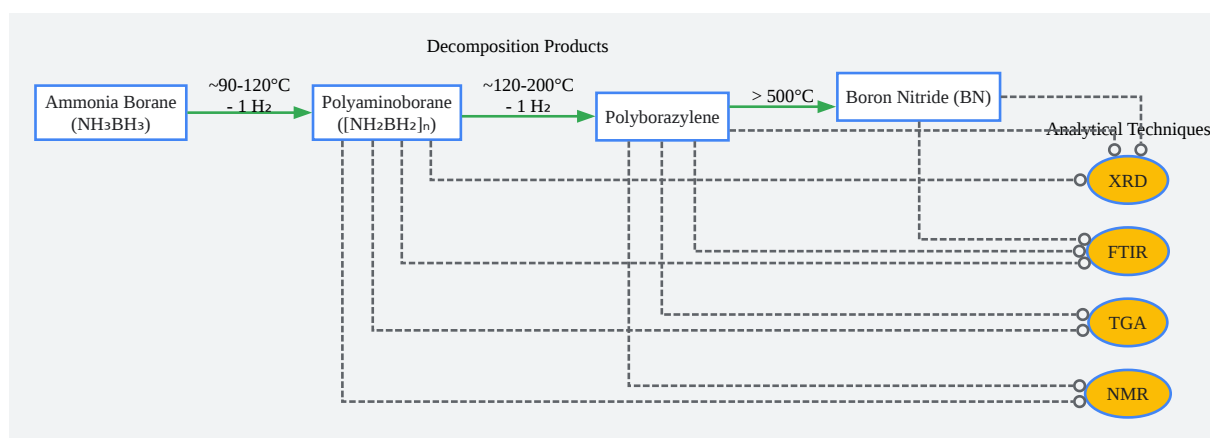 Decomposition Products
Ammonia Borane
(NH₃BH₃)
~90-120°C
- 1 H₂
Polyaminoborane
([NH₂BH₂]ₙ)
~120-200°C
- 1 H₂
Polyborazylene
> 500°C
Boron Nitride (BN)
Analytical Techniques
XRD
FTIR
TGA
NMR